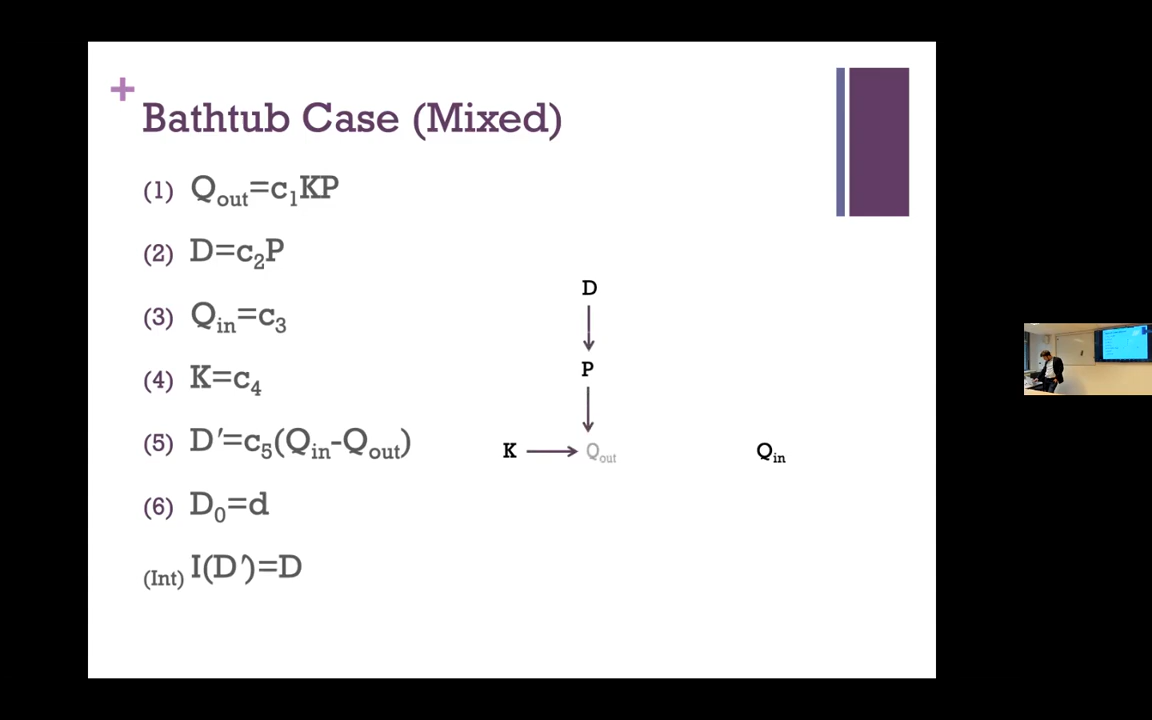 +
Bathtub Case (Mixed)
(1) Qout=c1KP
(2) D=c2P
(3) Qin=c3
(4) K=c4
(5) D′=c5(Qin-Qout)
(6) D0=d
(Int) I(D′)=D
D
P
K Qout Qin